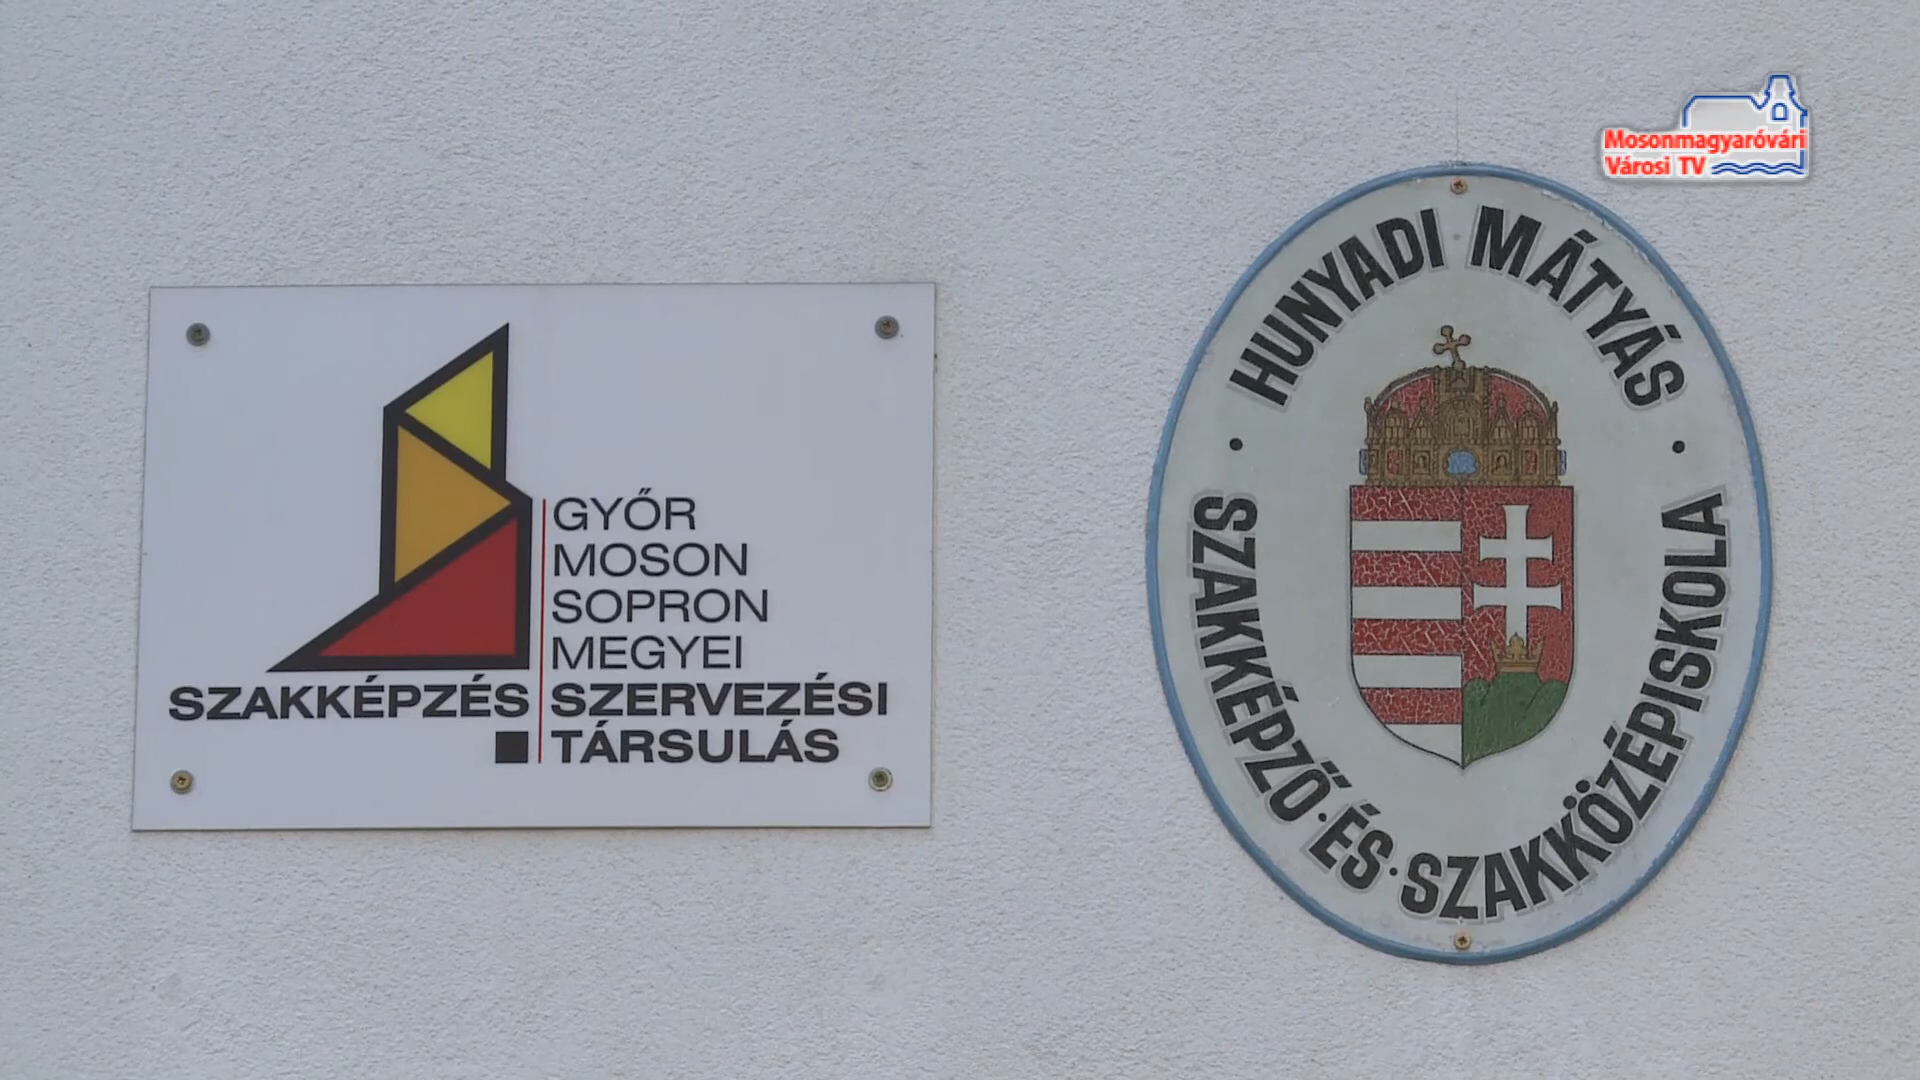 Mosonmagyaróvári
Városi TV
GYŐR
MOSON
SOPRON
MEGYEI
SZAKKÉPZÉS SZERVEZÉSI
TÁRSULÁS
HUNYADI MÁTYÁS
SZAKKÉPZŐ · ÉS · SZAKKÖZÉPISKOLA